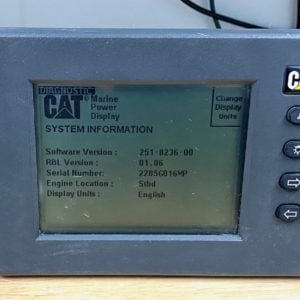 DIAGNOSTIC
CAT® Marine
Power
Display
Change
Display
Units
SYSTEM INFORMATION
Software Version : 251-8236-00
RBL Version : 01.06
Serial Number: 2285G016MP
Engine Location : Stbd
Display Units : English